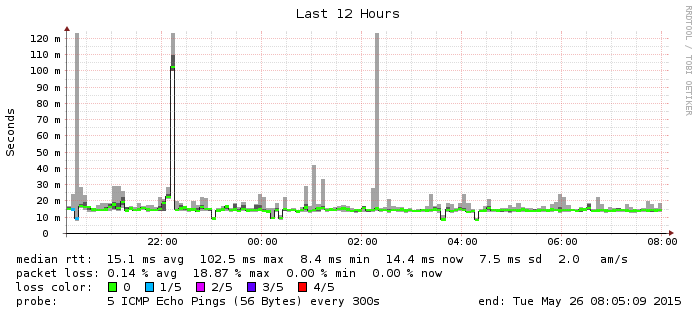 Last 12 Hours
RRDTOOL / TOBI OETIKER
Seconds
120 m
110 m
100 m
90 m
80 m
70 m
60 m
50 m
40 m
30 m
20 m
10 m
0
22:00 00:00 02:00 04:00 06:00 08:00
median rtt: 15.1 ms avg 102.5 ms max 8.4 ms min 14.4 ms now 7.5 ms sd 2.0 am/s
packet loss: 0.14 % avg 18.87 % max 0.00 % min 0.00 % now
loss color: 0 1/5 2/5 3/5 4/5
probe: 5 ICMP Echo Pings (56 Bytes) every 300s end: Tue May 26 08:05:09 2015